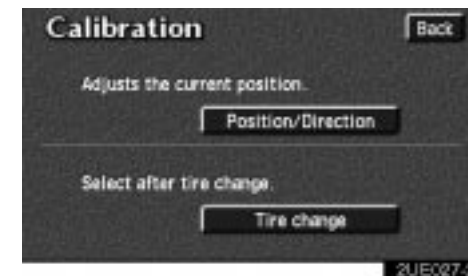 Calibration
Back
Adjusts the current position.
Position/Direction
Select after tire change.
Tire change
2UE027